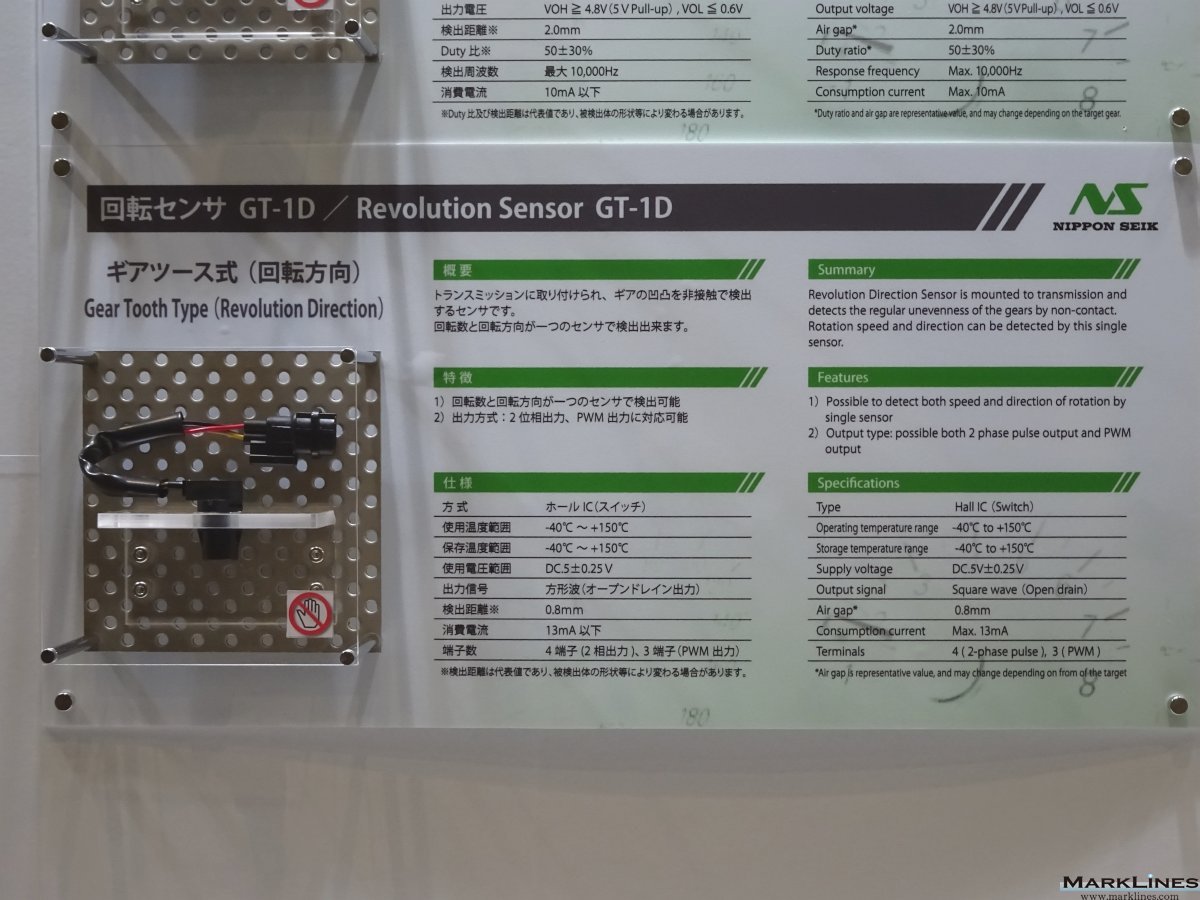 出力電圧 VOH ≧ 4.8V（5V Pull-up）, VOL ≦ 0.6V
検出距離※ 2.0mm
Duty 比※ 50±30%
検出周波数 最大 10,000Hz
消費電流 10mA 以下
※Duty 比及び検出距離は代表値であり、被検出体の形状等により変わる場合があります。
Output voltage VOH ≧ 4.8V（5V Pull-up）, VOL ≦ 0.6V
Air gap* 2.0mm
Duty ratio* 50±30%
Response frequency Max. 10,000Hz
Consumption current Max. 10mA
*Duty ratio and air gap are representative value, and may change depending on the target gear.
回転センサ GT-1D ／ Revolution Sensor GT-1D
NS
NIPPON SEIK
ギアツース式（回転方向）
Gear Tooth Type（Revolution Direction）
概要
トランスミッションに取り付けられ、ギアの凹凸を非接触で検出
するセンサです。
回転数と回転方向が一つのセンサで検出出来ます。
特徴
1）回転数と回転方向が一つのセンサで検出可能
2）出力方式：2 位相出力、PWM 出力に対応可能
仕様
方式 ホール IC（スイッチ）
使用温度範囲 -40℃ ～ +150℃
保存温度範囲 -40℃ ～ +150℃
使用電圧範囲 DC.5±0.25V
出力信号 方形波（オープンドレイン出力）
検出距離※ 0.8mm
消費電流 13mA 以下
端子数 4 端子（2 相出力）、3 端子（PWM 出力）
※検出距離は代表値であり、被検出体の形状等により変わる場合があります。
Summary
Revolution Direction Sensor is mounted to transmission and
detects the regular unevenness of the gears by non-contact.
Rotation speed and direction can be detected by this single
sensor.
Features
1） Possible to detect both speed and direction of rotation by
single sensor
2） Output type: possible both 2 phase pulse output and PWM
output
Specifications
Type Hall IC（Switch）
Operating temperature range -40℃ to +150℃
Storage temperature range -40℃ to +150℃
Supply voltage DC.5V±0.25V
Output signal Square wave（Open drain）
Air gap* 0.8mm
Consumption current Max. 13mA
Terminals 4 ( 2-phase pulse ), 3 ( PWM )
*Air gap is representative value, and may change depending on from of the target
180
7
8
180
7
8
MARKLINES
www.marklines.com